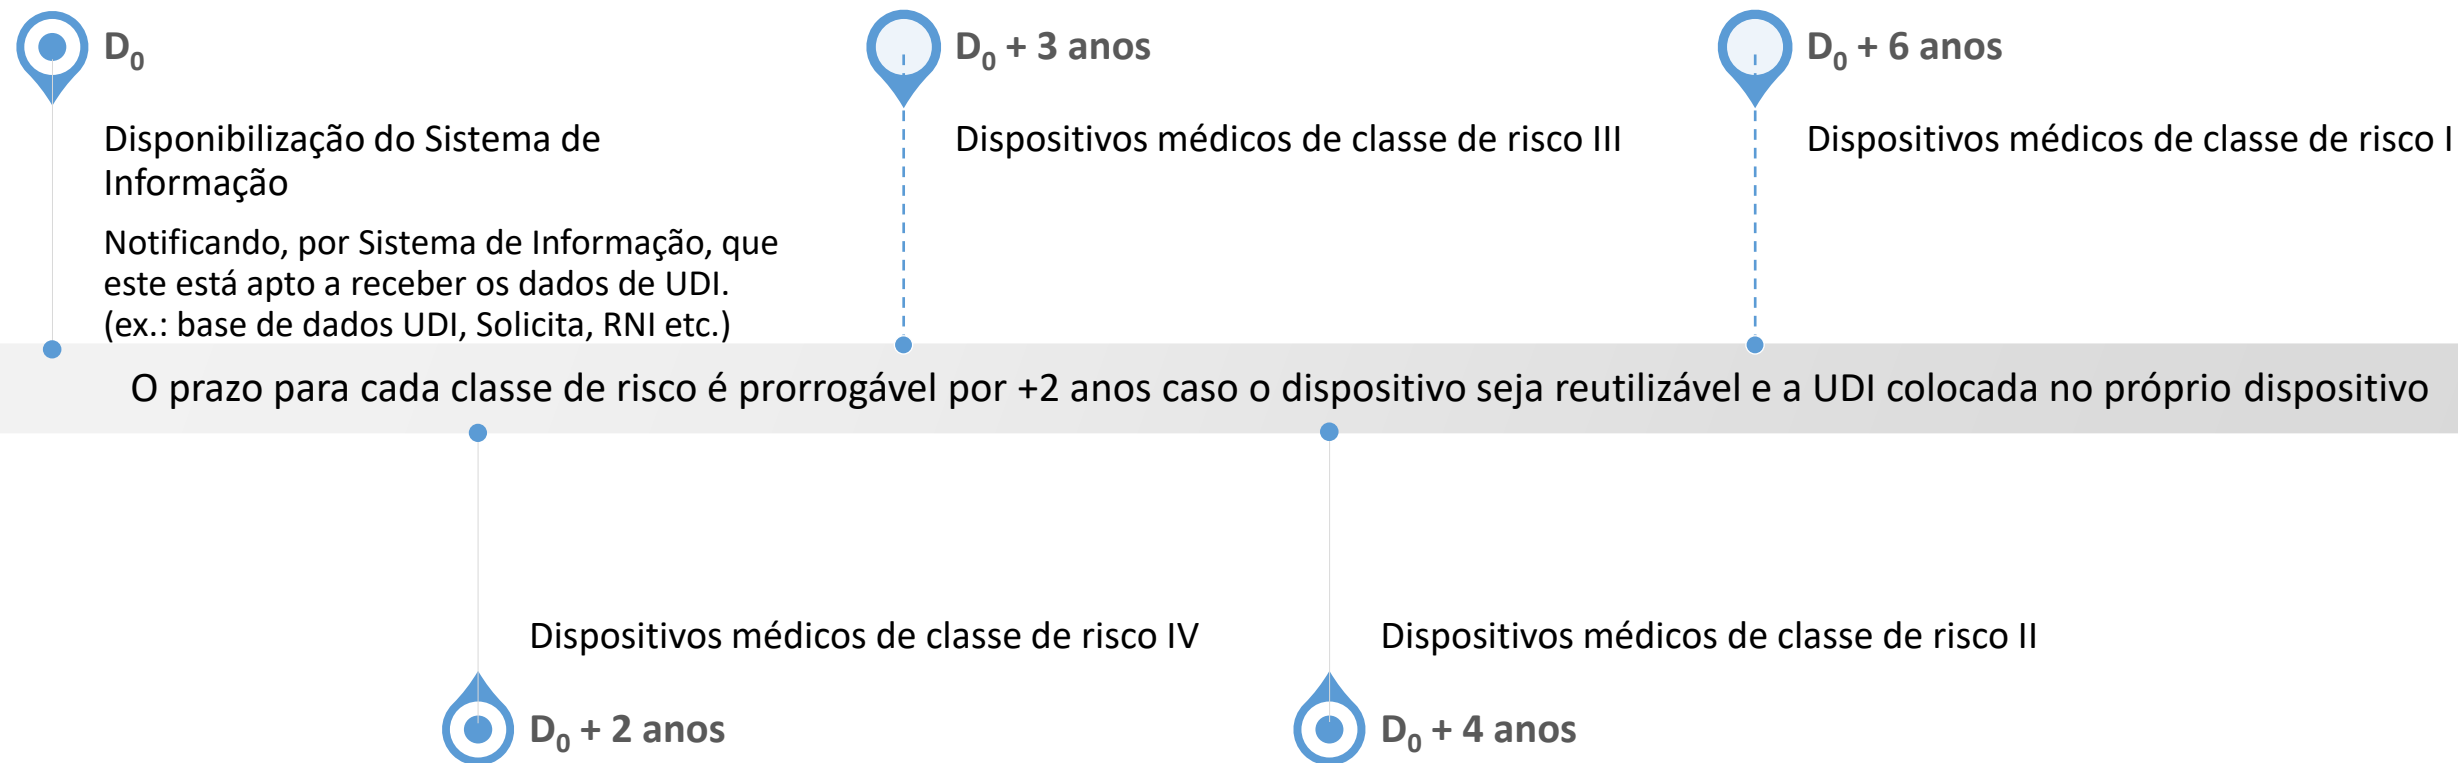 D₀
Disponibilização do Sistema de
Informação
Notificando, por Sistema de Informação, que
este está apto a receber os dados de UDI.
(ex.: base de dados UDI, Solicita, RNI etc.)
D₀ + 3 anos
Dispositivos médicos de classe de risco III
D₀ + 6 anos
Dispositivos médicos de classe de risco I
O prazo para cada classe de risco é prorrogável por +2 anos caso o dispositivo seja reutilizável e a UDI colocada no próprio dispositivo
Dispositivos médicos de classe de risco IV
D₀ + 2 anos
Dispositivos médicos de classe de risco II
D₀ + 4 anos